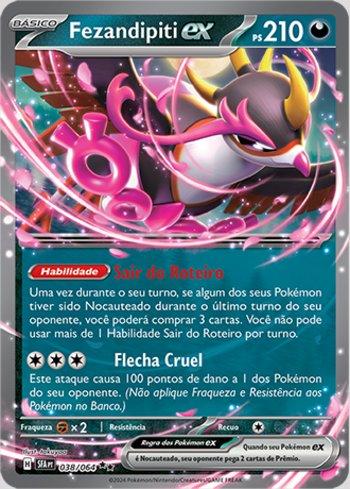 BÁSICO
Fezandipiti ex PS 210
Habilidade Sair do Roteiro
Uma vez durante o seu turno, se algum dos seus Pokémon
tiver sido Nocauteado durante o último turno do seu
oponente, você poderá comprar 3 cartas. Você não pode
usar mais de 1 Habilidade Sair do Roteiro por turno.
Flecha Cruel
Este ataque causa 100 pontos de dano a 1 dos Pokémon
do seu oponente. (Não aplique Fraqueza e Resistência aos
Pokémon no Banco.)
Fraqueza x 2 Resistência Recuo
Illust. aokuyoo
H SFA PT 038/064
Regra dos Pokémon ex Quando seu Pokémon ex
é Nocauteado, seu oponente pega 2 cartas de Prêmio.
©2024 Pokémon/Nintendo/Creatures/GAME FREAK